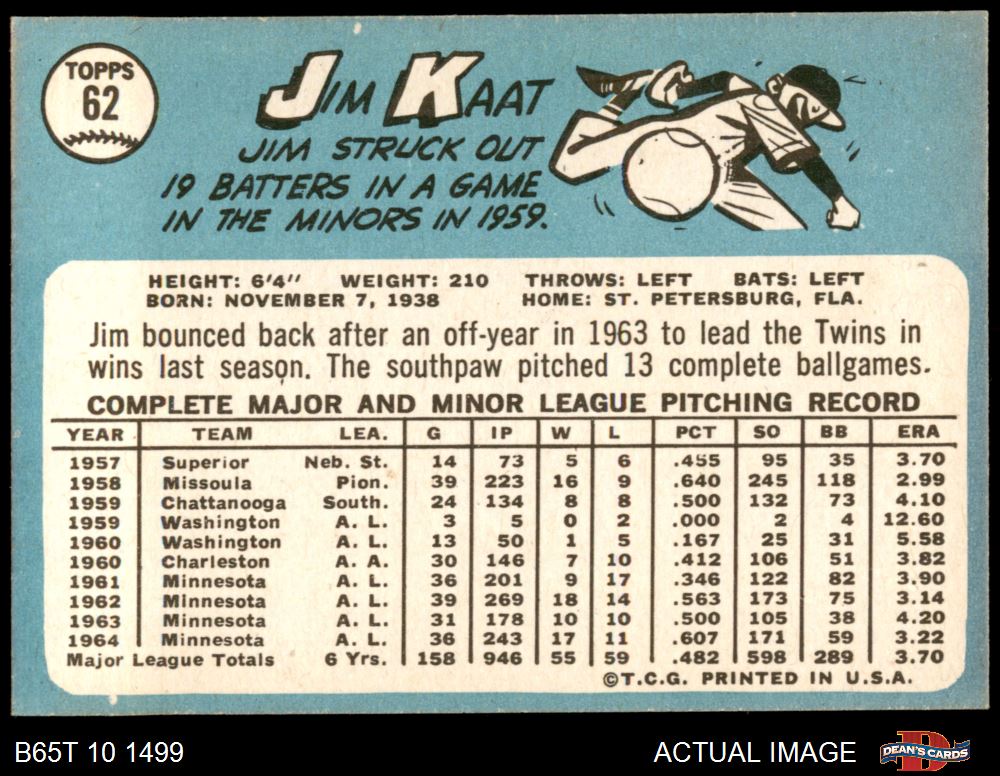 TOPPS
62
JIM KAAT
JIM STRUCK OUT
19 BATTERS IN A GAME
IN THE MINORS IN 1959.
HEIGHT: 6'4" WEIGHT: 210 THROWS: LEFT BATS: LEFT
BORN: NOVEMBER 7, 1938 HOME: ST. PETERSBURG, FLA.
Jim bounced back after an off-year in 1963 to lead the Twins in
wins last season. The southpaw pitched 13 complete ballgames.
COMPLETE MAJOR AND MINOR LEAGUE PITCHING RECORD
YEAR TEAM LEA. G IP W L PCT SO BB ERA
1957 Superior Neb. St. 14 73 5 6 .455 95 35 3.70
1958 Missoula Pion. 39 223 16 9 .640 245 118 2.99
1959 Chattanooga South. 24 134 8 8 .500 132 73 4.10
1959 Washington A. L. 3 5 0 2 .000 2 4 12.60
1960 Washington A. L. 13 50 1 5 .167 25 31 5.58
1960 Charleston A. A. 30 146 7 10 .412 106 51 3.82
1961 Minnesota A. L. 36 201 9 17 .346 122 82 3.90
1962 Minnesota A. L. 39 269 18 14 .563 173 75 3.14
1963 Minnesota A. L. 31 178 10 10 .500 105 38 4.20
1964 Minnesota A. L. 36 243 17 11 .607 171 59 3.22
Major League Totals 6 Yrs. 158 946 55 59 .482 598 289 3.70
©T.C.G. PRINTED IN U.S.A.
B65T 10 1499 ACTUAL IMAGE DEAN'S CARDS